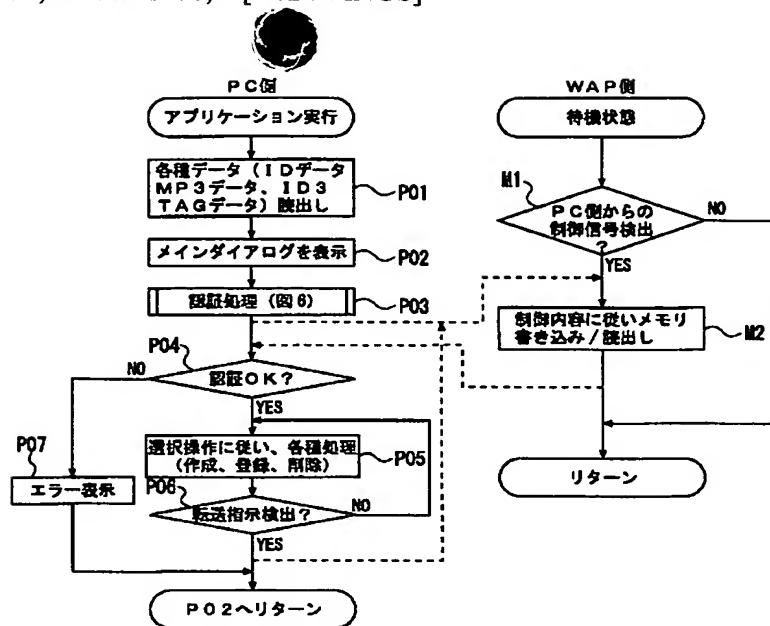 PC側
アプリケーション実行
各種データ(IDデータ
MP3データ、ID3
TAGデータ)読出し
P01
メインダイアログを表示
P02
認証処理(図6)
P03
P04
認証OK?
NO
YES
選択操作に従い、各種処理
(作成、登録、削除)
P05
P06
転送指示検出?
NO
YES
P07
エラー表示
P02へリターン
WAP側
待機状態
M1
PC側からの
制御信号検出
?
NO
YES
制御内容に従いメモリ
書き込み/読出し
M2
リターン